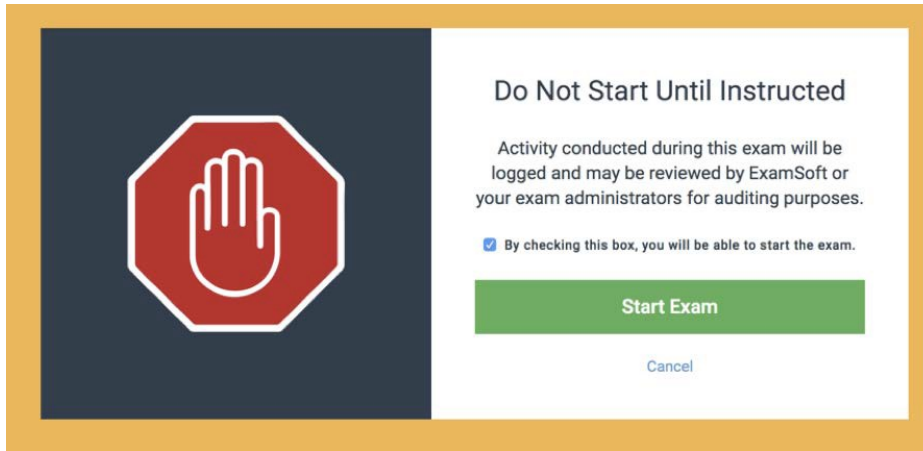 Do Not Start Until Instructed
Activity conducted during this exam will be
logged and may be reviewed by ExamSoft or
your exam administrators for auditing purposes.
By checking this box, you will be able to start the exam.
Start Exam
Cancel